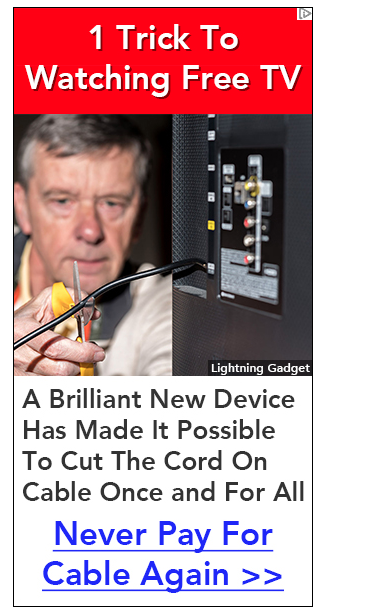 1 Trick To
Watching Free TV
Lightning Gadget
A Brilliant New Device
Has Made It Possible
To Cut The Cord On
Cable Once and For All
Never Pay For
Cable Again >>